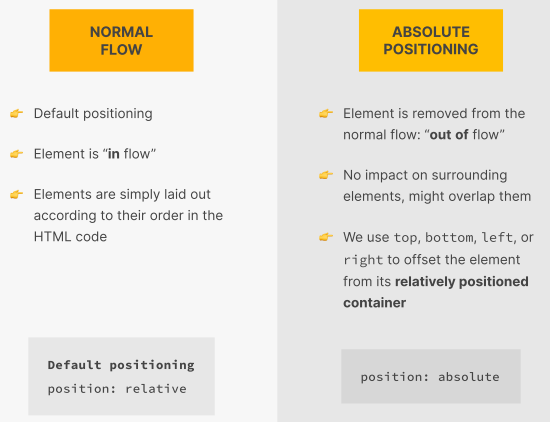 NORMAL
FLOW
Default positioning
Element is “in flow”
Elements are simply laid out
according to their order in the
HTML code
Default positioning
position: relative
ABSOLUTE
POSITIONING
Element is removed from the
normal flow: “out of flow”
No impact on surrounding
elements, might overlap them
We use top, bottom, left, or
right to offset the element
from its relatively positioned
container
position: absolute